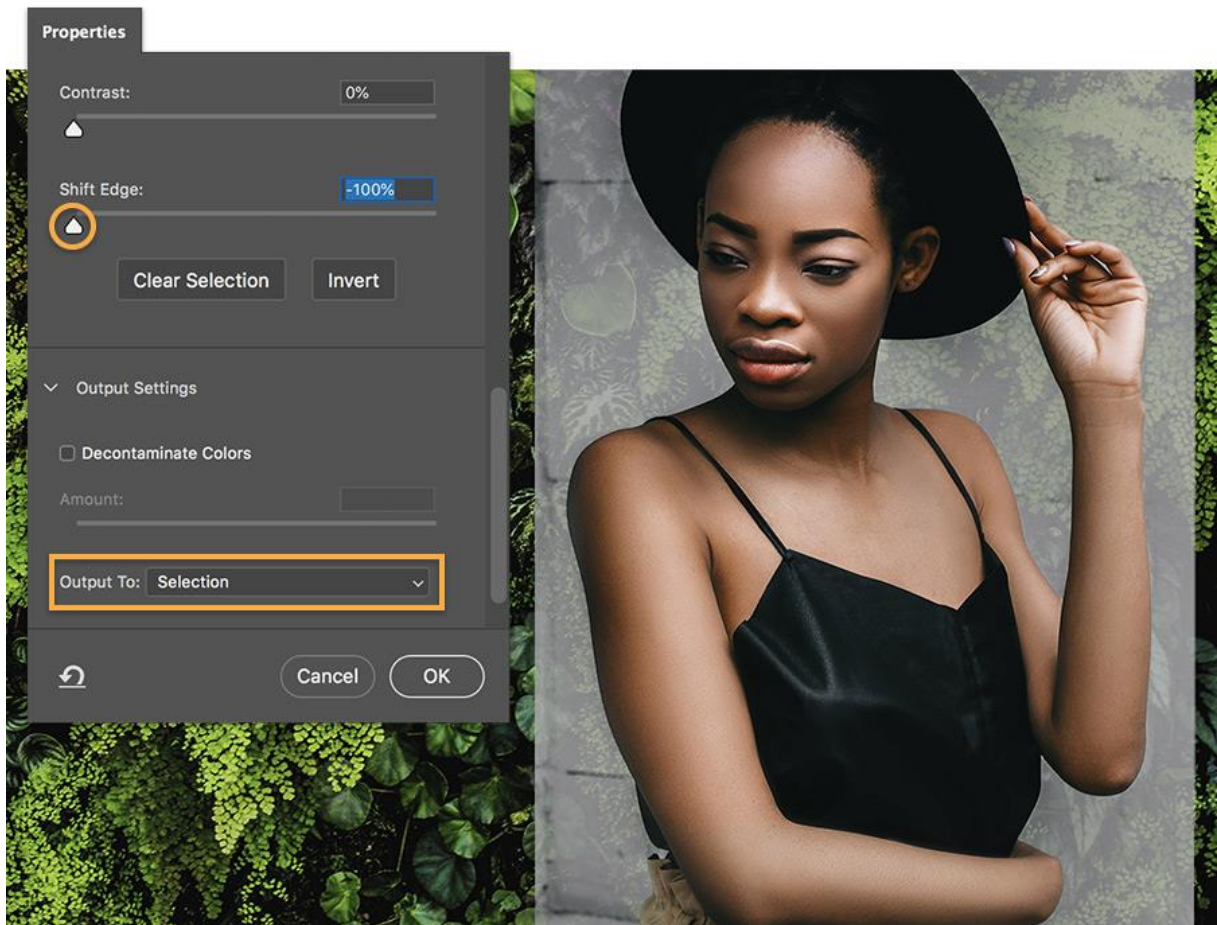 Properties
Contrast: 0%
Shift Edge: -100%
Clear Selection Invert
Output Settings
Decontaminate Colors
Amount:
Output To: Selection
Cancel OK